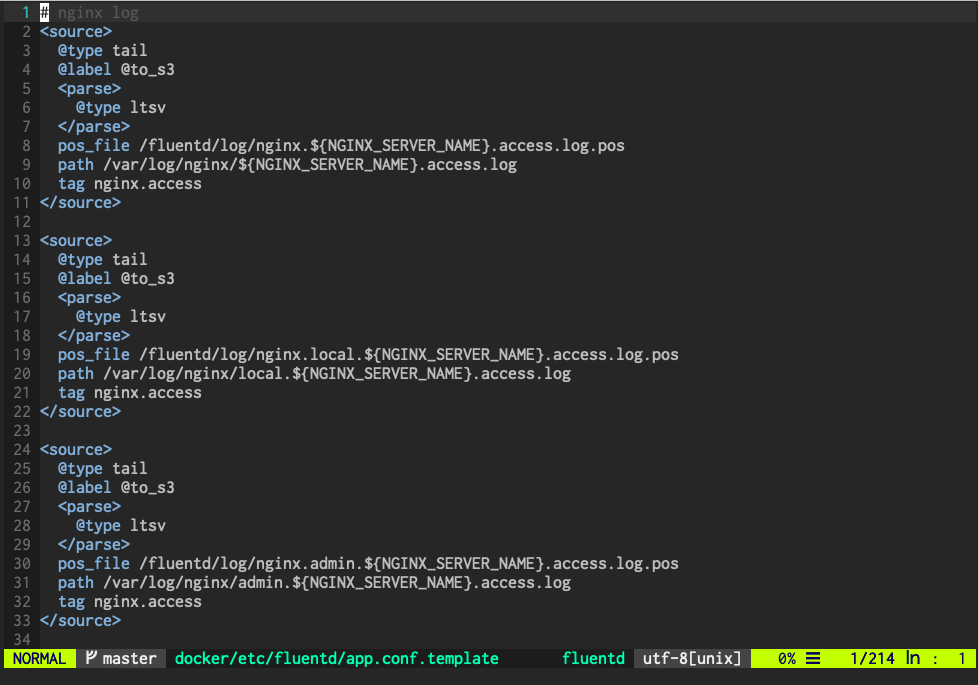 1 # nginx log
2 <source>
3   @type tail
4   @label @to_s3
5   <parse>
6     @type ltsv
7   </parse>
8   pos_file /fluentd/log/nginx.${NGINX_SERVER_NAME}.access.log.pos
9   path /var/log/nginx/${NGINX_SERVER_NAME}.access.log
10   tag nginx.access
11 </source>
12
13 <source>
14   @type tail
15   @label @to_s3
16   <parse>
17     @type ltsv
18   </parse>
19   pos_file /fluentd/log/nginx.local.${NGINX_SERVER_NAME}.access.log.pos
20   path /var/log/nginx/local.${NGINX_SERVER_NAME}.access.log
21   tag nginx.access
22 </source>
23
24 <source>
25   @type tail
26   @label @to_s3
27   <parse>
28     @type ltsv
29   </parse>
30   pos_file /fluentd/log/nginx.admin.${NGINX_SERVER_NAME}.access.log.pos
31   path /var/log/nginx/admin.${NGINX_SERVER_NAME}.access.log
32   tag nginx.access
33 </source>
34
NORMAL master docker/etc/fluentd/app.conf.template fluentd utf-8[unix] 0% ☰ 1/214 ln : 1